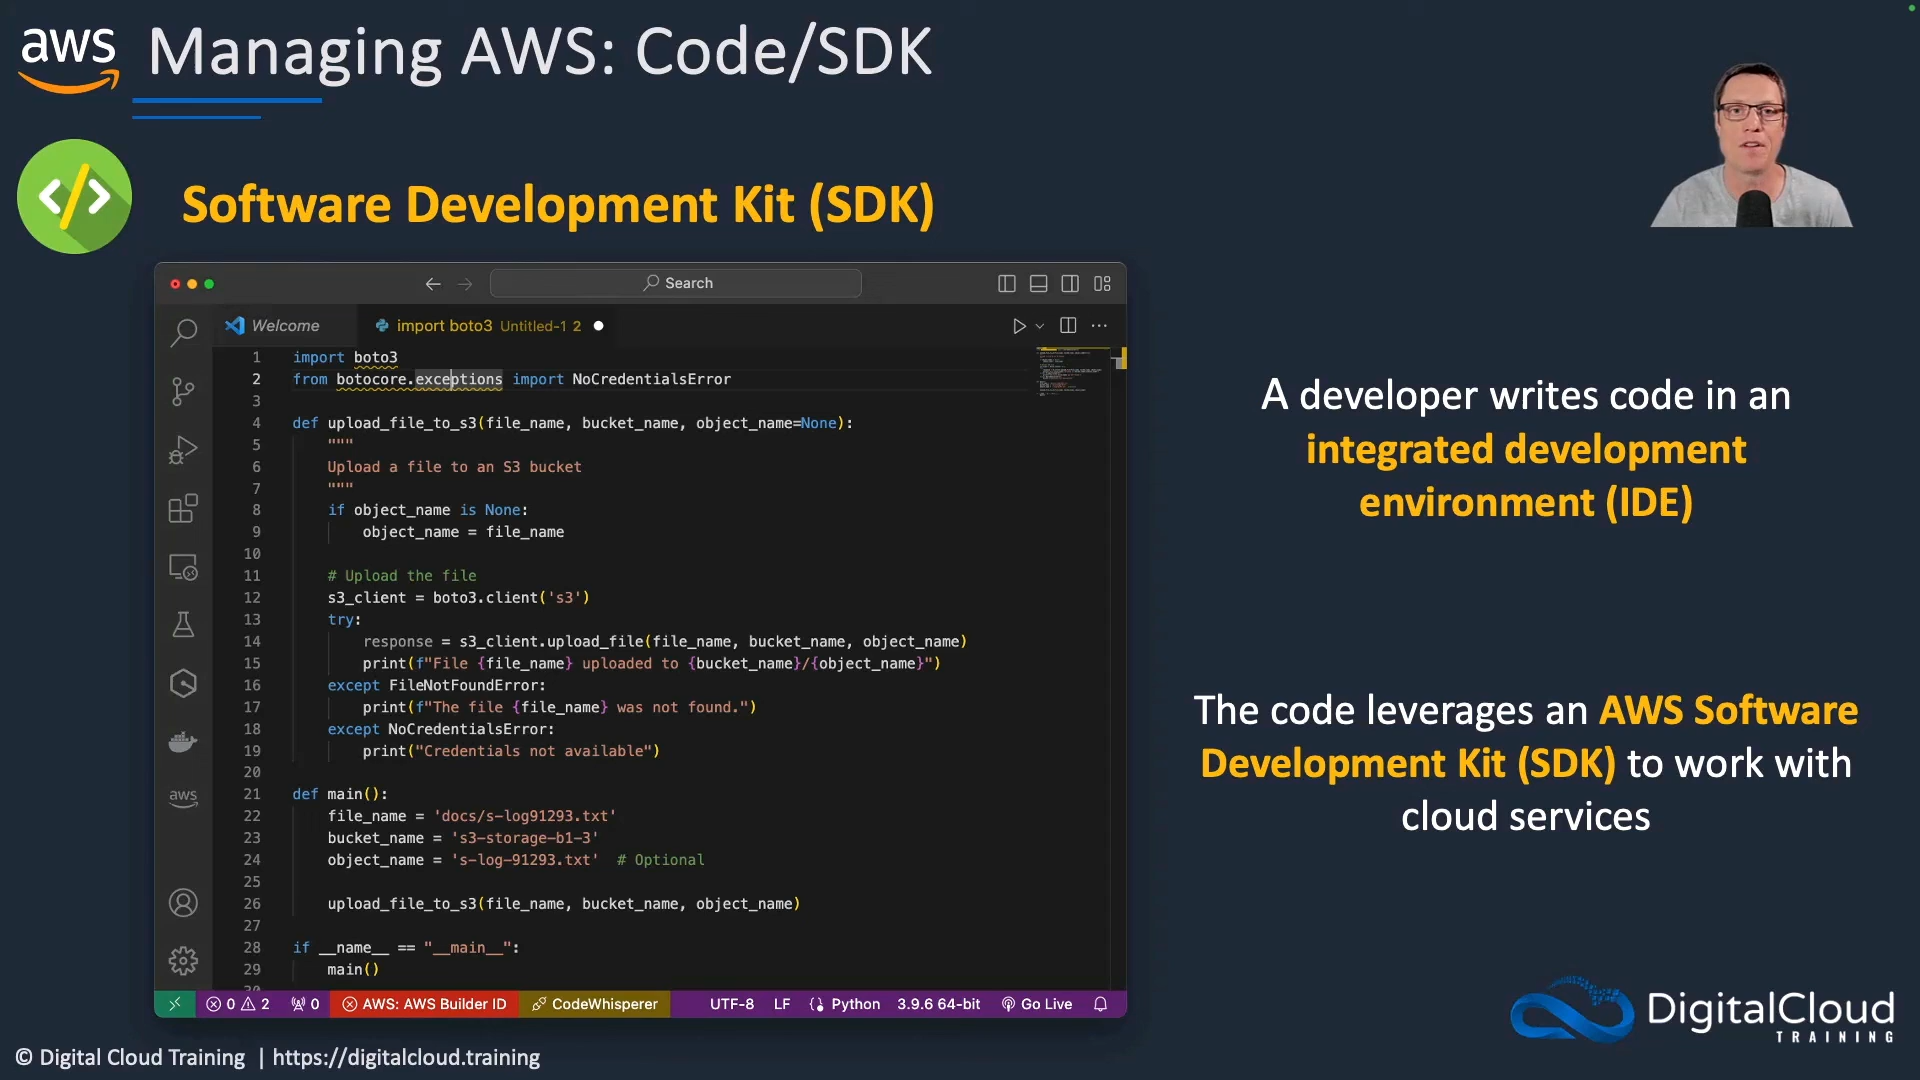 aws Managing AWS: Code/SDK
Software Development Kit (SDK)
Search
Welcome import boto3 Untitled-1 2
1 import boto3
2 from botocore.exceptions import NoCredentialsError
3
4 def upload_file_to_s3(file_name, bucket_name, object_name=None):
5 """
6 Upload a file to an S3 bucket
7 """
8 if object_name is None:
9 object_name = file_name
10
11 # Upload the file
12 s3_client = boto3.client('s3')
13 try:
14 response = s3_client.upload_file(file_name, bucket_name, object_name)
15 print(f"File {file_name} uploaded to {bucket_name}/{object_name}")
16 except FileNotFoundError:
17 print(f"The file {file_name} was not found.")
18 except NoCredentialsError:
19 print("Credentials not available")
20
21 def main():
22 file_name = 'docs/s-log91293.txt'
23 bucket_name = 's3-storage-b1-3'
24 object_name = 's-log-91293.txt' # Optional
25
26 upload_file_to_s3(file_name, bucket_name, object_name)
27
28 if __name__ == "__main__":
29 main()
aws
0 2 0 AWS: AWS Builder ID CodeWhisperer UTF-8 LF Python 3.9.6 64-bit Go Live
A developer writes code in an
integrated development
environment (IDE)
The code leverages an AWS Software
Development Kit (SDK) to work with
cloud services
DigitalCloud
TRAINING
© Digital Cloud Training | https://digitalcloud.training